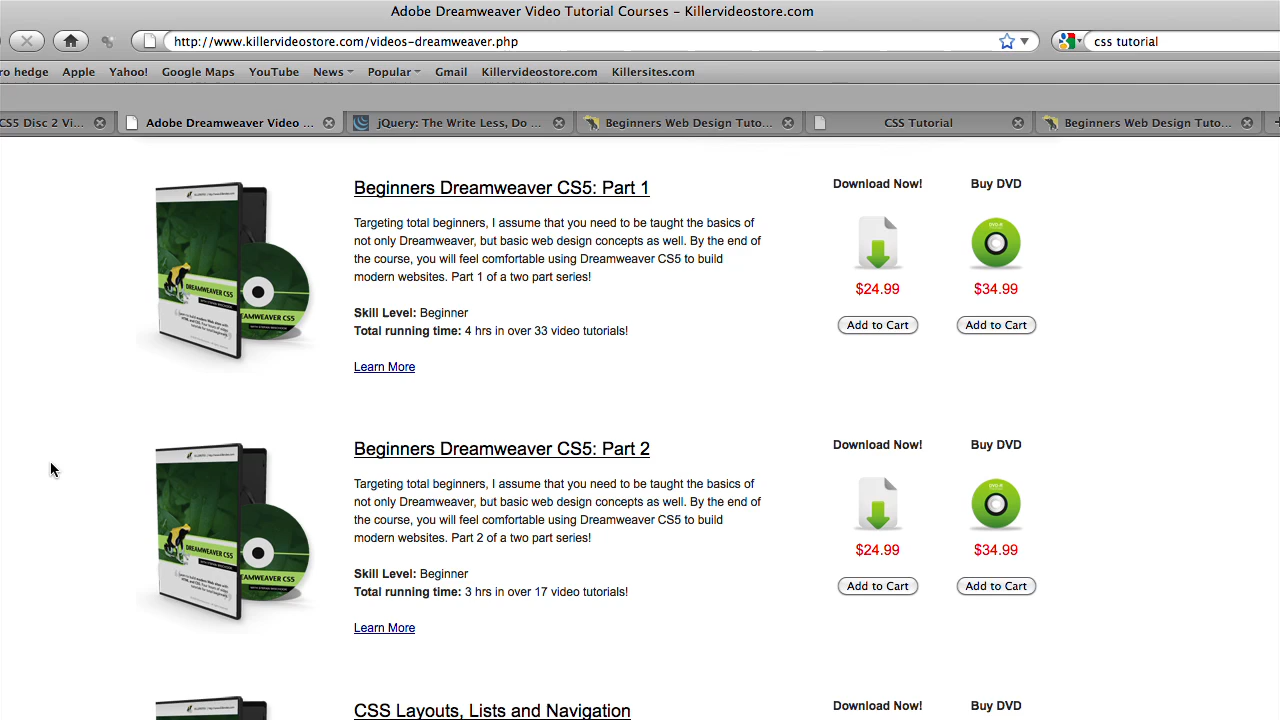 Adobe Dreamweaver Video Tutorial Courses - Killervideostore.com
http://www.killervideostore.com/videos-dreamweaver.php
css tutorial
ro hedge Apple Yahoo! Google Maps YouTube News Popular Gmail Killervideostore.com Killersites.com
CS5 Disc 2 Vi... Adobe Dreamweaver Video ... jQuery: The Write Less, Do ... Beginners Web Design Tuto... CSS Tutorial Beginners Web Design Tuto...
Beginners Dreamweaver CS5: Part 1
Targeting total beginners, I assume that you need to be taught the basics of
not only Dreamweaver, but basic web design concepts as well. By the end of
the course, you will feel comfortable using Dreamweaver CS5 to build
modern websites. Part 1 of a two part series!
Skill Level: Beginner
Total running time: 4 hrs in over 33 video tutorials!
Learn More
Download Now! Buy DVD
$24.99 $34.99
Add to Cart Add to Cart
DREAMWEAVER CS5
Beginners Dreamweaver CS5: Part 2
Targeting total beginners, I assume that you need to be taught the basics of
not only Dreamweaver, but basic web design concepts as well. By the end of
the course, you will feel comfortable using Dreamweaver CS5 to build
modern websites. Part 2 of a two part series!
Skill Level: Beginner
Total running time: 3 hrs in over 17 video tutorials!
Learn More
Download Now! Buy DVD
$24.99 $34.99
Add to Cart Add to Cart
DREAMWEAVER CS5
CSS Layouts, Lists and Navigation
Download Now! Buy DVD